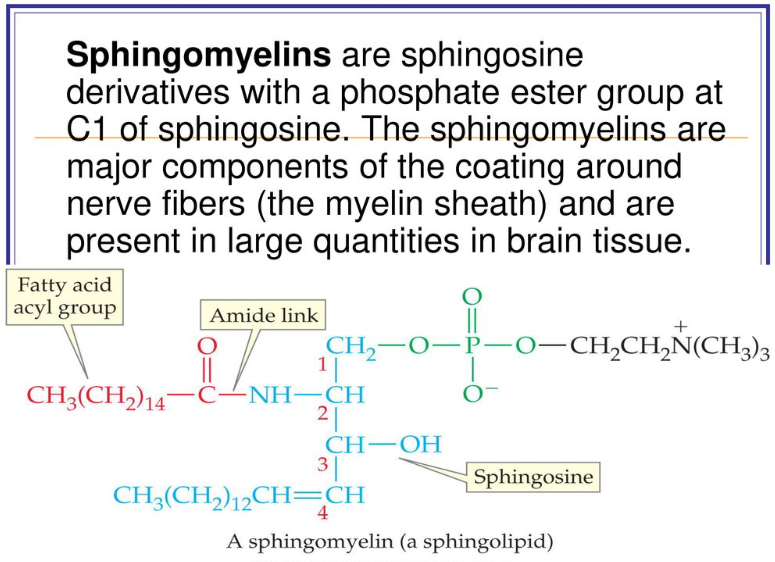 Sphingomyelins are sphingosine
derivatives with a phosphate ester group at
C1 of sphingosine. The sphingomyelins are
major components of the coating around
nerve fibers (the myelin sheath) and are
present in large quantities in brain tissue.
Fatty acid
acyl group
Amide link
O
O
+
1
CH₂—O—P—O—CH₂CH₂N(CH₃)₃
CH₃(CH₂)₁₄—C—NH—CH
O⁻
2
CH—OH
3
Sphingosine
CH₃(CH₂)₁₂CH=CH
4
A sphingomyelin (a sphingolipid)